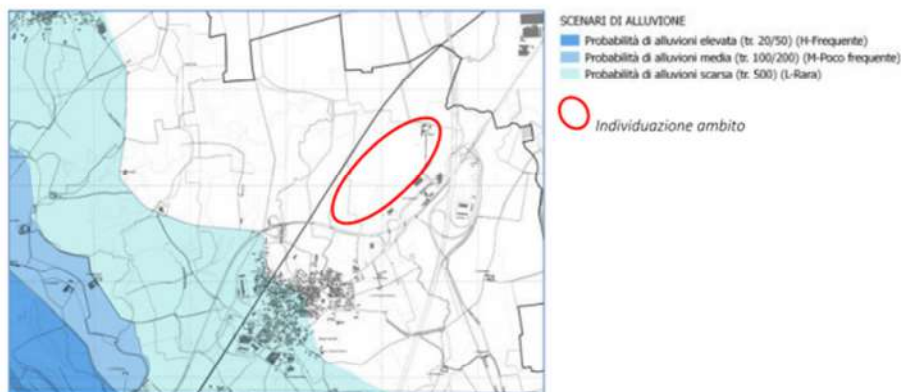 SCENARI DI ALLUVIONE
Probabilità di alluvioni elevata (tr. 20/50) (H-Frequente)
Probabilità di alluvioni media (tr. 100/200) (M-Poco frequente)
Probabilità di alluvioni scarsa (tr. 500) (L-Rara)
Individuazione ambito